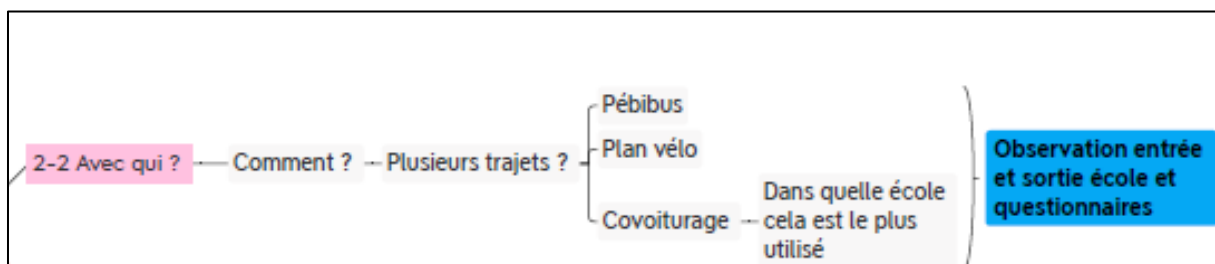 2-2 Avec qui ?
Comment ?
Plusieurs trajets ?
Pébibus
Plan vélo
Covoiturage
Dans quelle école
cela est le plus
utilisé
Observation entrée
et sortie école et
questionnaires